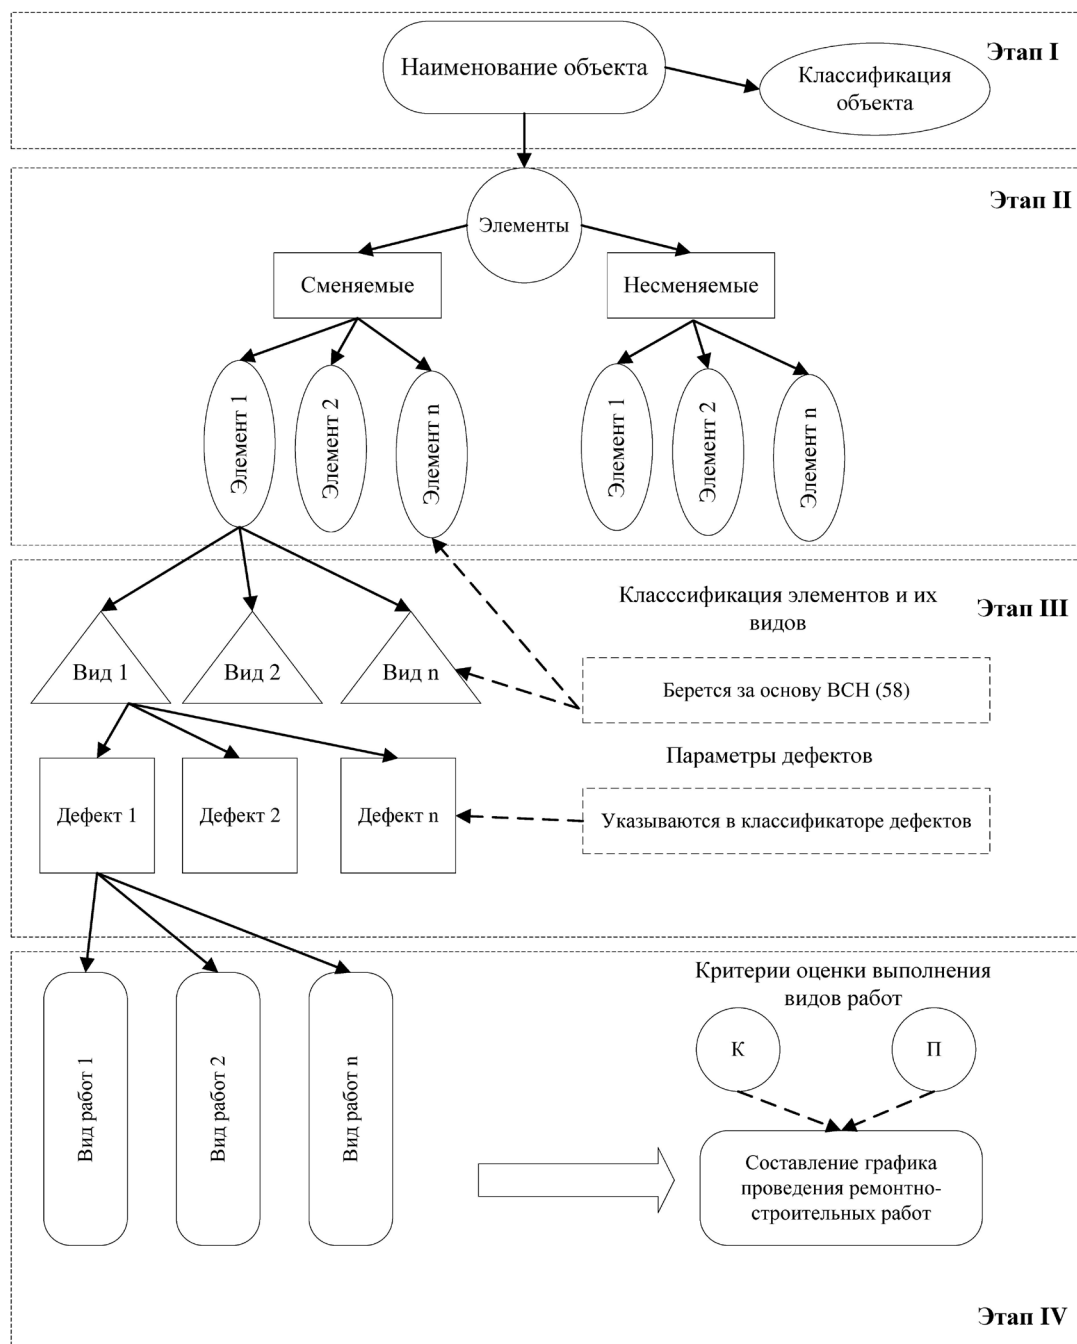 Этап I
Наименование объекта
Классификация
объекта
Этап II
Элементы
Сменяемые
Несменяемые
Элемент 1
Элемент 2
Элемент n
Элемент 1
Элемент 2
Элемент n
Класссификация элементов и их
видов
Этап III
Вид 1
Вид 2
Вид n
Берется за основу ВСН (58)
Параметры дефектов
Дефект 1
Дефект 2
Дефект n
Указываются в классификаторе дефектов
Критерии оценки выполнения
видов работ
К
П
Вид работ 1
Вид работ 2
Вид работ n
Составление графика
проведения ремонтно-
строительных работ
Этап IV